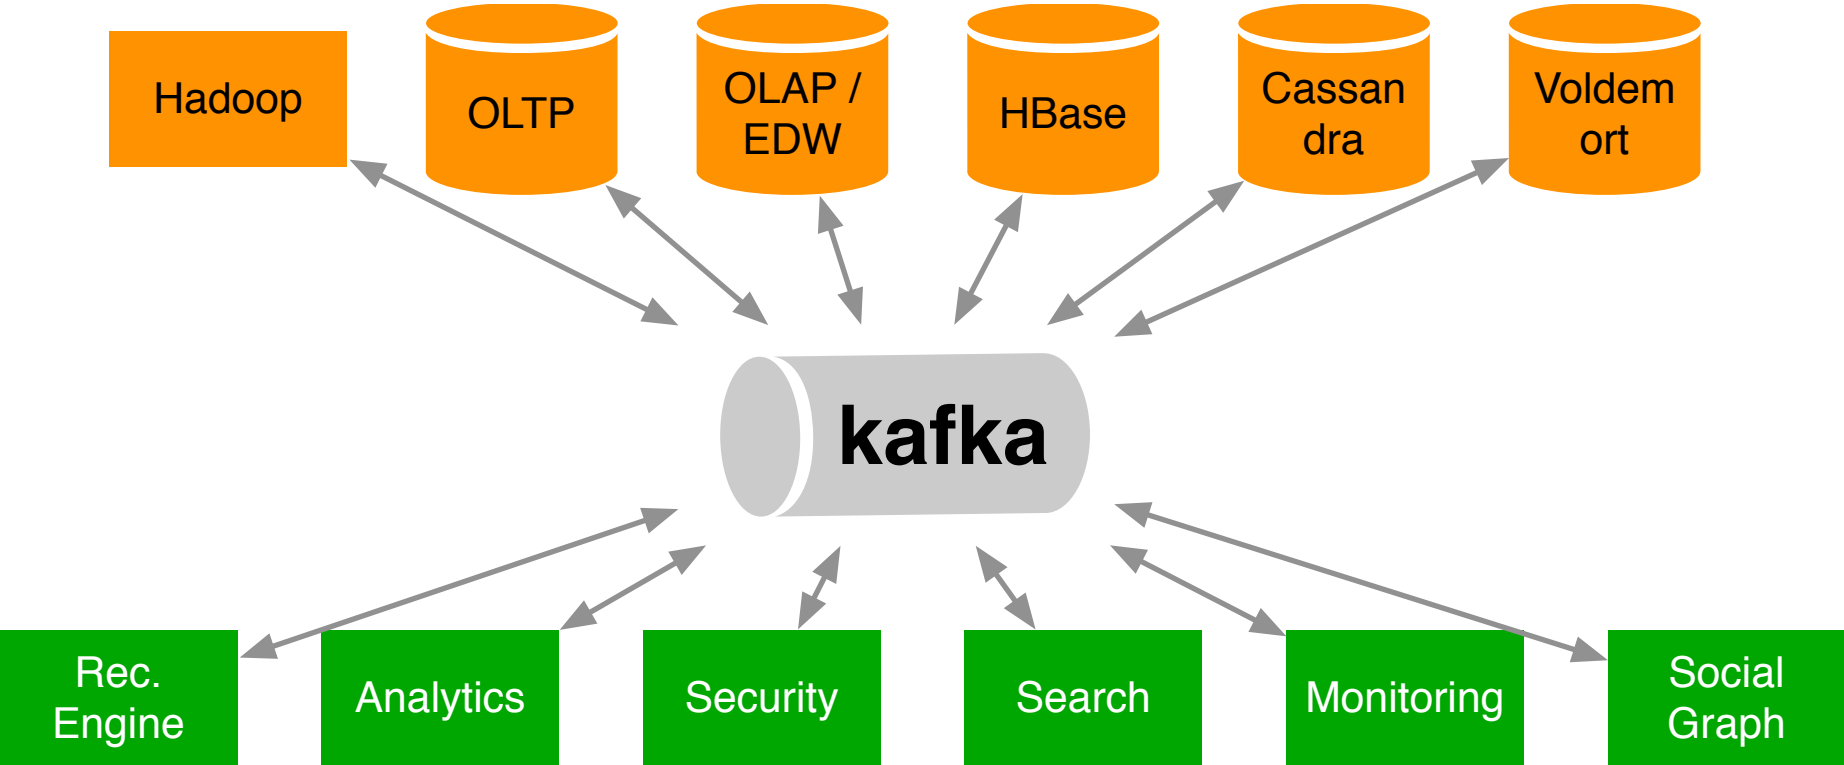 Hadoop
OLTP
OLAP /
EDW
HBase
Cassan
dra
Voldem
ort
kafka
Rec.
Engine
Analytics
Security
Search
Monitoring
Social
Graph